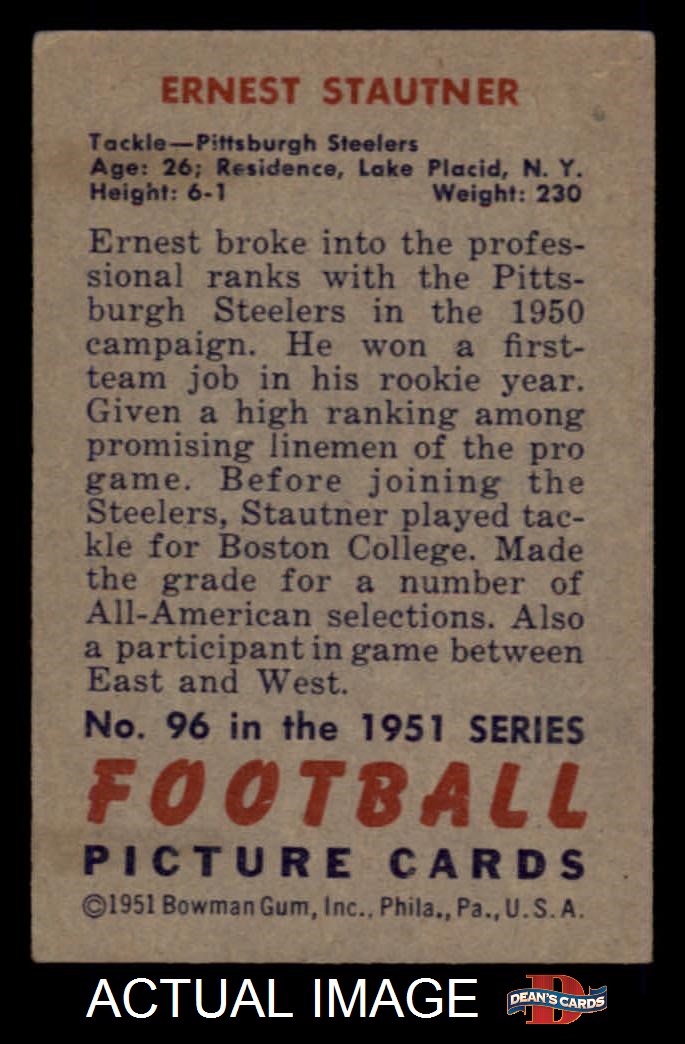 ERNEST STAUTNER
Tackle—Pittsburgh Steelers
Age: 26; Residence, Lake Placid, N. Y.
Height: 6-1 Weight: 230
Ernest broke into the profes-
sional ranks with the Pitts-
burgh Steelers in the 1950
campaign. He won a first-
team job in his rookie year.
Given a high ranking among
promising linemen of the pro
game. Before joining the
Steelers, Stautner played tac-
kle for Boston College. Made
the grade for a number of
All-American selections. Also
a participant in game between
East and West.
No. 96 in the 1951 SERIES
FOOTBALL
PICTURE CARDS
©1951 Bowman Gum, Inc., Phila., Pa., U. S. A.
ACTUAL IMAGE
D
DEAN'S CARDS